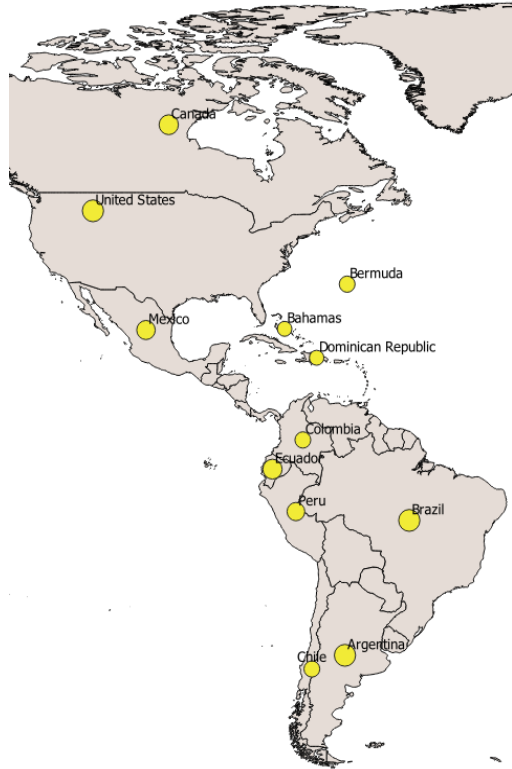 Canada
United States
Bermuda
Mexico
Bahamas
Dominican Republic
Colombia
Ecuador
Peru
Brazil
Argentina
Chile